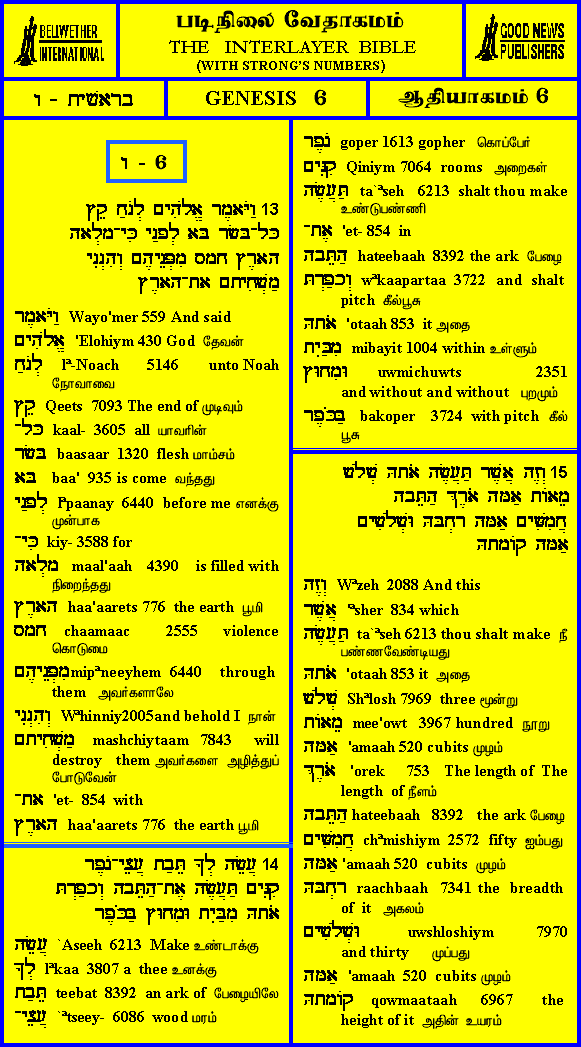 BELLWETHER
INTERNATIONAL
படிநிலை வேதாகமம்
THE INTERLAYER BIBLE
(WITH STRONG'S NUMBERS)
GOOD NEWS
PUBLISHERS
בראשית - ו
GENESIS 6
ஆதியாகமம் 6
ו - 6
13 וַיֹּאמֶר אֱלֹהִים לְנֹחַ קֵץ
כָּל־בָּשָׂר בָּא לְפָנַי כִּי־מָלְאָה
הָאָרֶץ חָמָס מִפְּנֵיהֶם וְהִנְנִי
מַשְׁחִיתָם אֶת־הָאָרֶץ
וַיֹּאמֶר Wayo'mer 559 And said
אֱלֹהִים 'Elohiym 430 God தேவன்
לְנֹחַ lª-Noach 5146 unto Noah
நோவாவை
קֵץ Qeets 7093 The end of முடிவும்
כָּל־ kaal- 3605 all யாவரின்
בָּשָׂר baasaar 1320 flesh மாம்சம்
בָּא baa' 935 is come வந்தது
לְפָנַי lªpaanay 6440 before me எனக்கு
முன்பாக
כִּי־ kiy- 3588 for
מָלְאָה maal'aah 4390 is filled with
நிறைந்தது
הָאָרֶץ haa'aarets 776 the earth பூமி
חָמָס chaamaac 2555 violence
கொடுமை
מִפְּנֵיהֶם mipªneeyhem 6440 through
them அவர்களாலே
וְהִנְנִי Wªhinniy2005and behold I நான்
מַשְׁחִיתָם mashchiytaam 7843 will
destroy them அவர்களை அழித்துப்
போடுவேன்
אֶת־ 'et- 854 with
הָאָרֶץ haa'aarets 776 the earth பூமி
14 עֲשֵׂה לְךָ תֵּבַת עֲצֵי־גֹפֶר
קִנִּים תַּעֲשֶׂה אֶת־הַתֵּבָה וְכָפַרְתָּ
אֹתָהּ מִבַּיִת וּמִחוּץ בַּכֹּפֶר
עֲשֵׂה `Aseeh 6213 Make உண்டாக்கு
לְךָ lªkaa 3807 a thee உனக்கு
תֵּבַת teebat 8392 an ark of பேழையிலே
עֲצֵי־ `ªtseey- 6086 wood மரம்
גֹפֶר goper 1613 gopher கொப்பேர்
קִנִּים Qiniym 7064 rooms அறைகள்
תַּעֲשֶׂה ta`ªseh 6213 shalt thou make
உண்டுபண்ணி
אֶת־ 'et- 854 in
הַתֵּבָה hateebaah 8392 the ark பேழை
וְכָפַרְתָּ wªkaapartaa 3722 and shalt
pitch கீல்பூசு
אֹתָהּ 'otaah 853 it அதை
מִבַּיִת mibayit 1004 within உள்ளும்
וּמִחוּץ uwmichuwts 2351
and without and without புறமும்
בַּכֹּפֶר bakoper 3724 with pitch கீல்
பூசு
15 וְזֶה אֲשֶׁר תַּעֲשֶׂה אֹתָהּ שְׁלֹשׁ
מֵאוֹת אַמָּה אֹרֶךְ הַתֵּבָה
חֲמִשִּׁים אַמָּה רָחְבָּהּ וּשְׁלֹשִׁים
אַמָּה קוֹמָתָהּ
וְזֶה Wªzeh 2088 And this
אֲשֶׁר 'ªsher 834 which
תַּעֲשֶׂה ta`ªseh 6213 thou shalt make நீ
பண்ணவேண்டியது
אֹתָהּ 'otaah 853 it அதை
שְׁלֹשׁ Shªlosh 7969 three மூன்று
מֵאוֹת mee'owt 3967 hundred நூறு
אַמָּה 'amaah 520 cubits முழம்
אֹרֶךְ 'orek 753 The length of The
length of நீளம்
הַתֵּבָה hateebaah 8392 the ark பேழை
חֲמִשִּׁים chªmishiym 2572 fifty ஐம்பது
אַמָּה 'amaah 520 cubits முழம்
רָחְבָּהּ raachbaah 7341 the breadth
of it அகலம்
וּשְׁלֹשִׁים uwshloshiym 7970
and thirty முப்பது
אַמָּה 'amaah 520 cubits முழம்
קוֹמָתָהּ qowmaataah 6967 the
height of it அதின் உயரம்